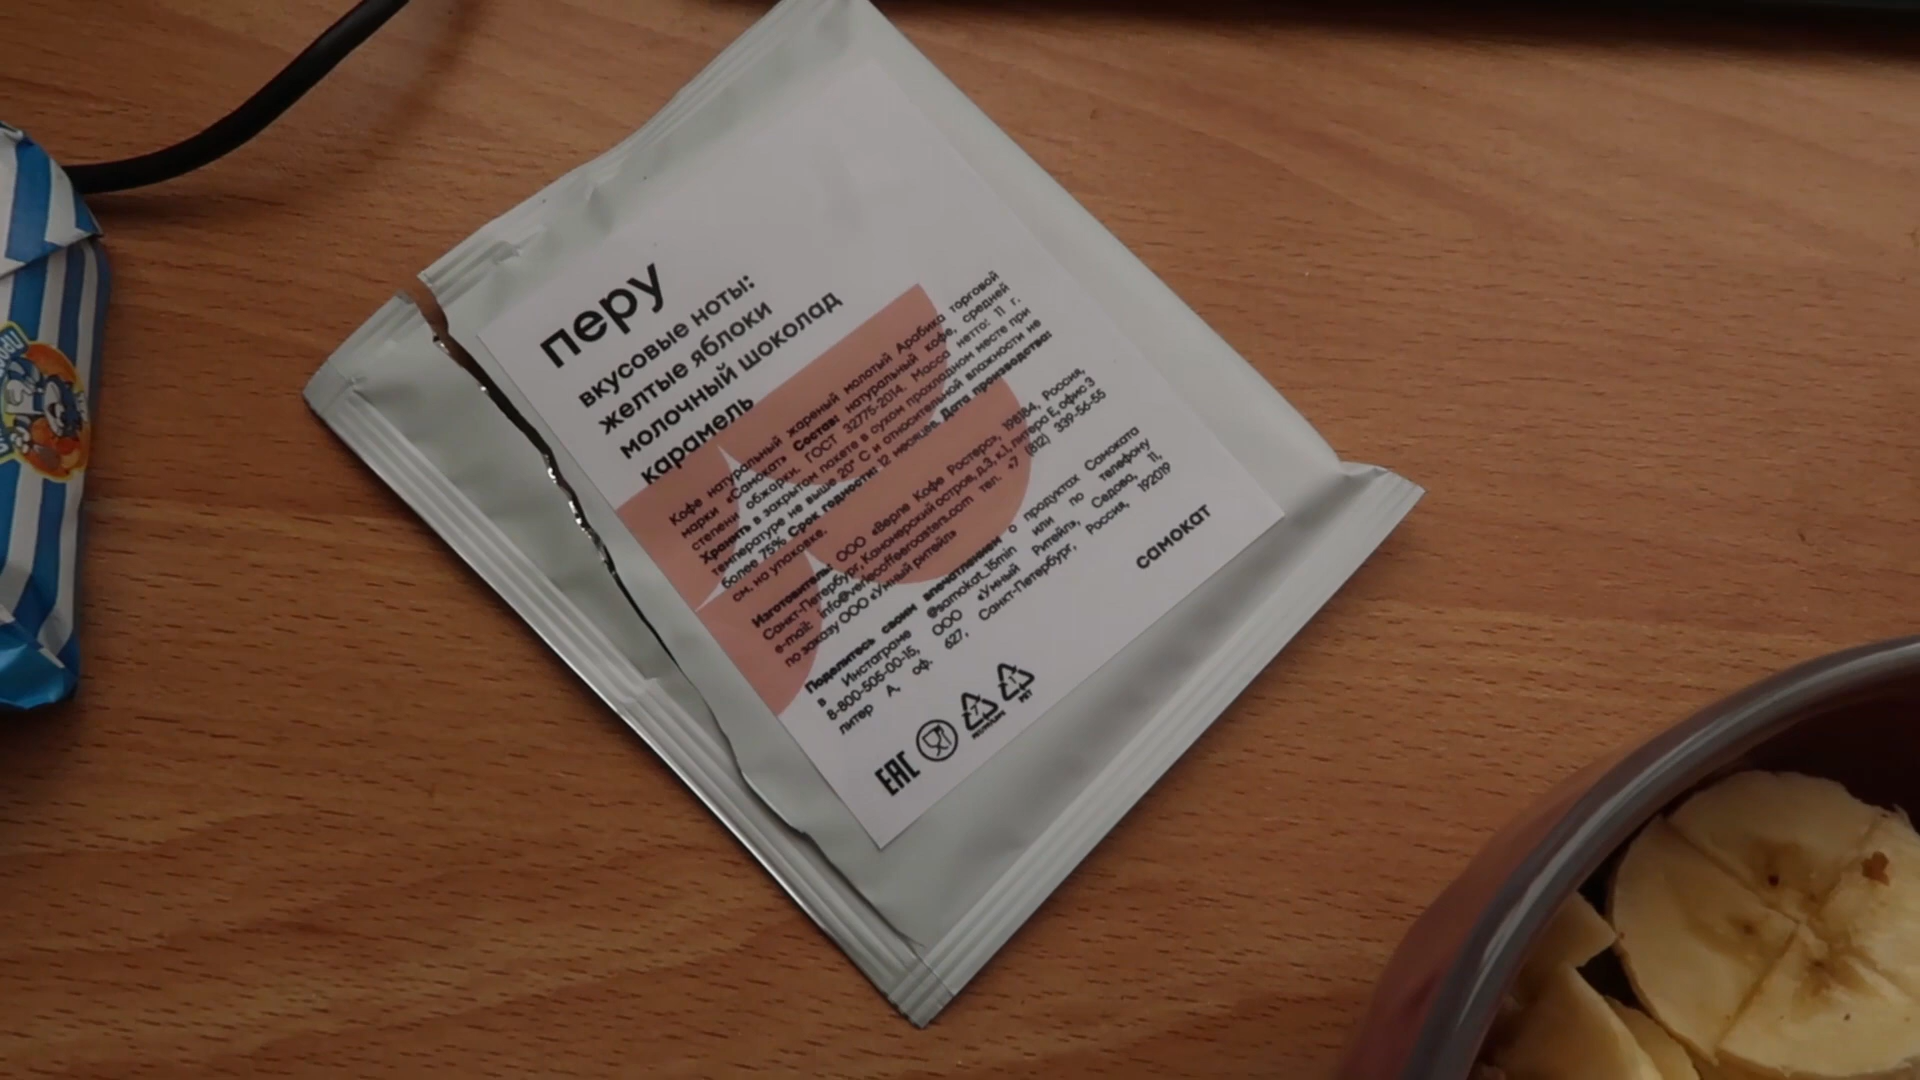 перу
вкусовые ноты:
желтые яблоки
молочный шоколад
карамель
Кофе натуральный жареный молотый Арабика торговой
марки «Самокат» Состав: натуральный кофе, средней
степени обжарки. ГОСТ 32775-2014. Масса нетто: 11 г.
Хранить в закрытом пакете в сухом прохладном месте при
температуре не выше 20° С и относительной влажности не
более 75% Срок годности: 12 месяцев. Дата производства:
см. на упаковке.
Изготовитель: ООО «Верле Кофе Ростерс», 198184, Россия,
Санкт-Петербург, Канонерский остров, д.3, к.1, литера Е, офис 3
e-mail: info@verlecoffeeroasters.com тел. +7 (812) 339-56-55
по заказу ООО «Умный ритейл»
Поделитесь своим впечатлением о продуктах Самоката
в Инстаграме @samokat_15min или по телефону
8-800-505-00-15, ООО «Умный Ритейл», Седова, 11,
литер А, оф. 627, Санкт-Петербург, Россия, 192019
самокат
EAC
7
1
PET